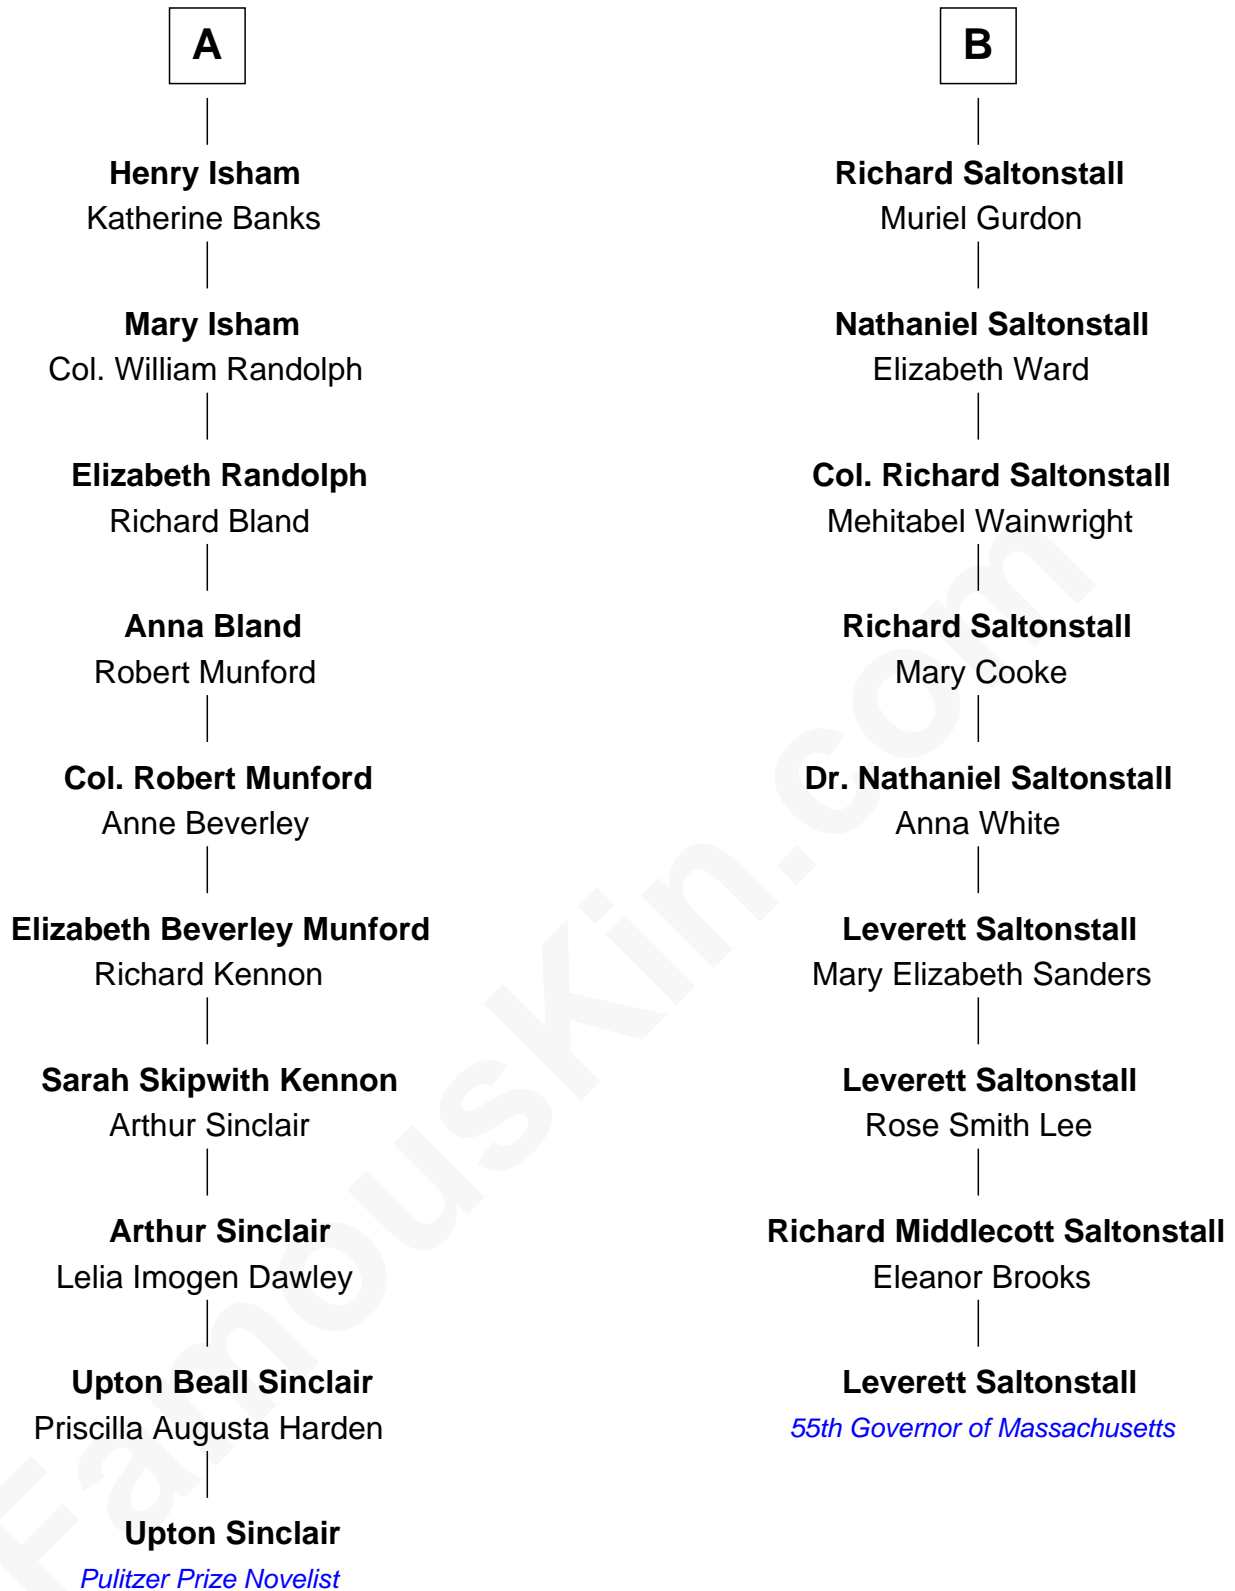 A
Henry Isham
Katherine Banks
Mary Isham
Col. William Randolph
Elizabeth Randolph
Richard Bland
Anna Bland
Robert Munford
Col. Robert Munford
Anne Beverley
Elizabeth Beverley Munford
Richard Kennon
Sarah Skipwith Kennon
Arthur Sinclair
Arthur Sinclair
Lelia Imogen Dawley
Upton Beall Sinclair
Priscilla Augusta Harden
Upton Sinclair
Pulitzer Prize Novelist
B
Richard Saltonstall
Muriel Gurdon
Nathaniel Saltonstall
Elizabeth Ward
Col. Richard Saltonstall
Mehitabel Wainwright
Richard Saltonstall
Mary Cooke
Dr. Nathaniel Saltonstall
Anna White
Leverett Saltonstall
Mary Elizabeth Sanders
Leverett Saltonstall
Rose Smith Lee
Richard Middlecott Saltonstall
Eleanor Brooks
Leverett Saltonstall
55th Governor of Massachusetts
FamousKin.com